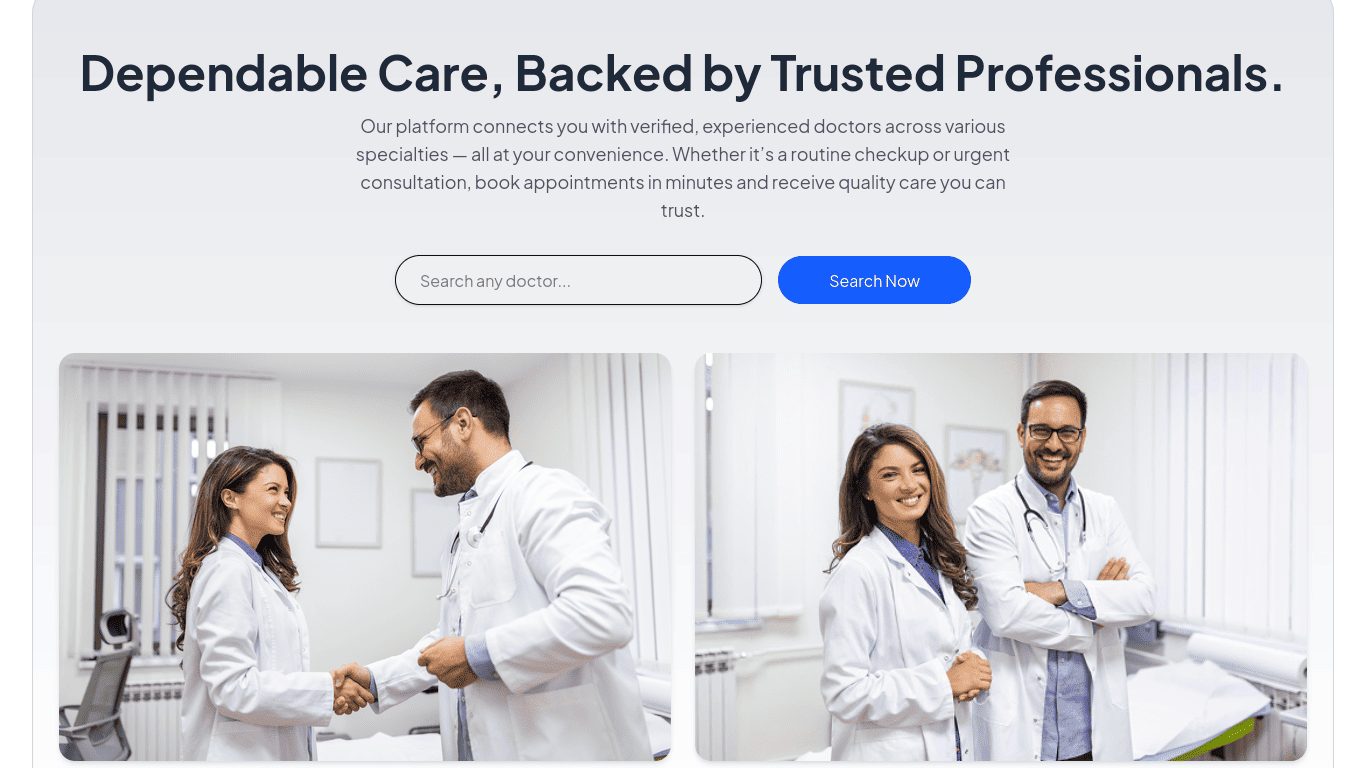 Dependable Care, Backed by Trusted Professionals.
Our platform connects you with verified, experienced doctors across various
specialties — all at your convenience. Whether it’s a routine checkup or urgent
consultation, book appointments in minutes and receive quality care you can
trust.
Search any doctor...
Search Now